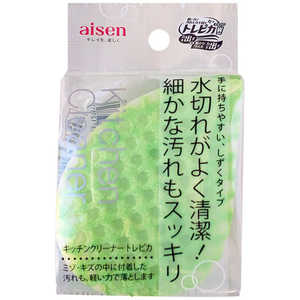 aisen
キレイを、楽しく
トレピカ
手に持ちやすい、しずくタイプ
水切れがよく清潔!
細かな汚れもスッキリ
Kitchen
Cleaner
キッチンクリーナートレピカ
ミゾ・キズの中に付着した
汚れも、軽い力で落とします